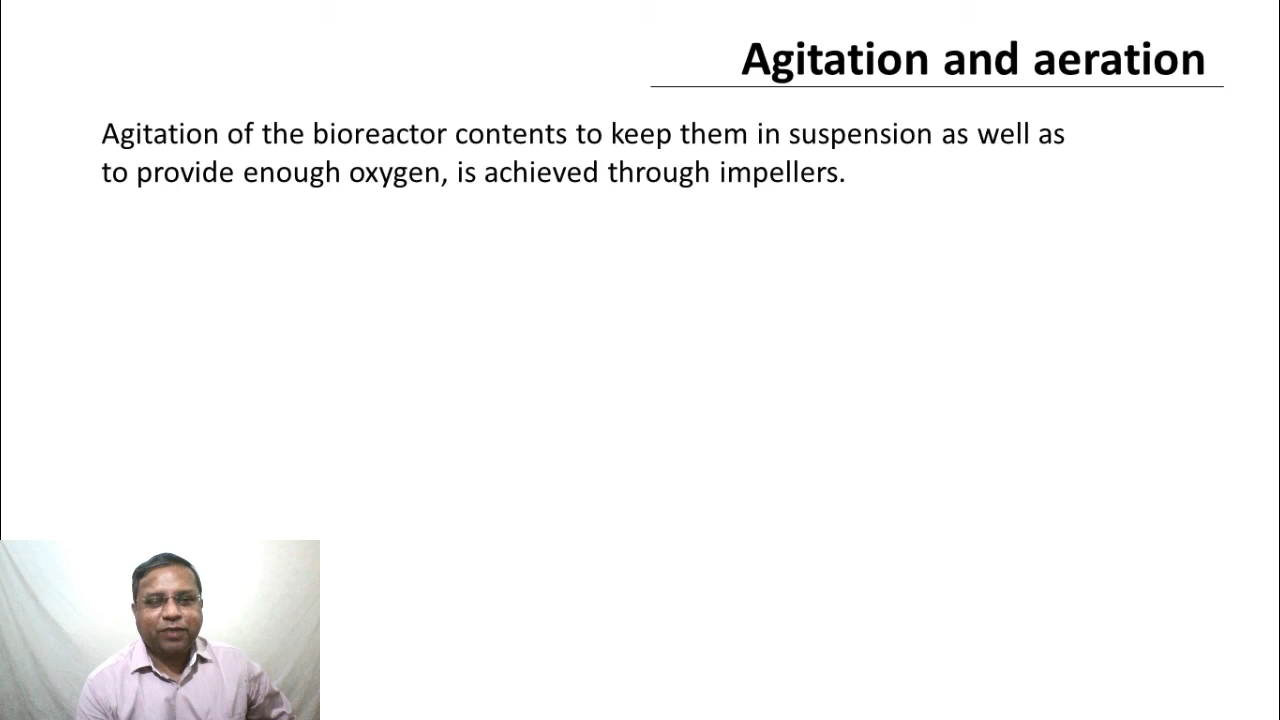 Agitation and aeration
Agitation of the bioreactor contents to keep them in suspension as well as
to provide enough oxygen, is achieved through impellers.